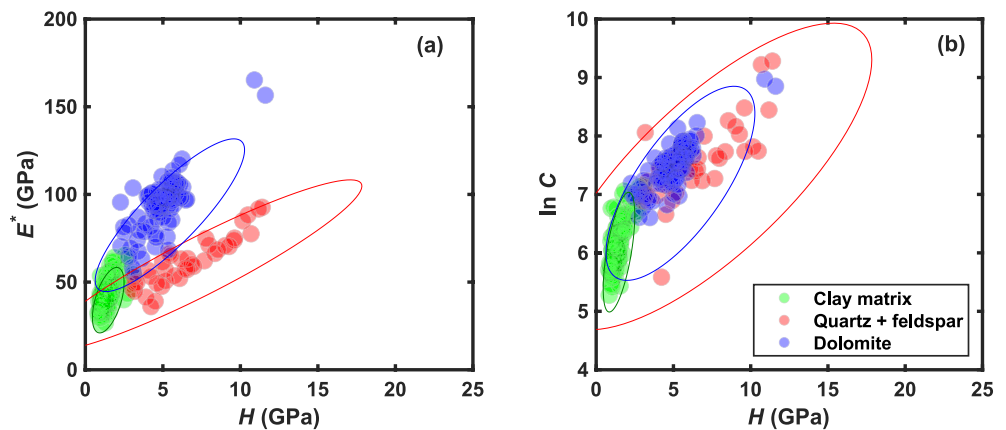 200
150
100
50
0
E* (GPa)
(a)
0 5 10 15 20 25
H (GPa)
10
9
8
7
6
5
4
ln C
(b)
Clay matrix
Quartz + feldspar
Dolomite
0 5 10 15 20 25
H (GPa)